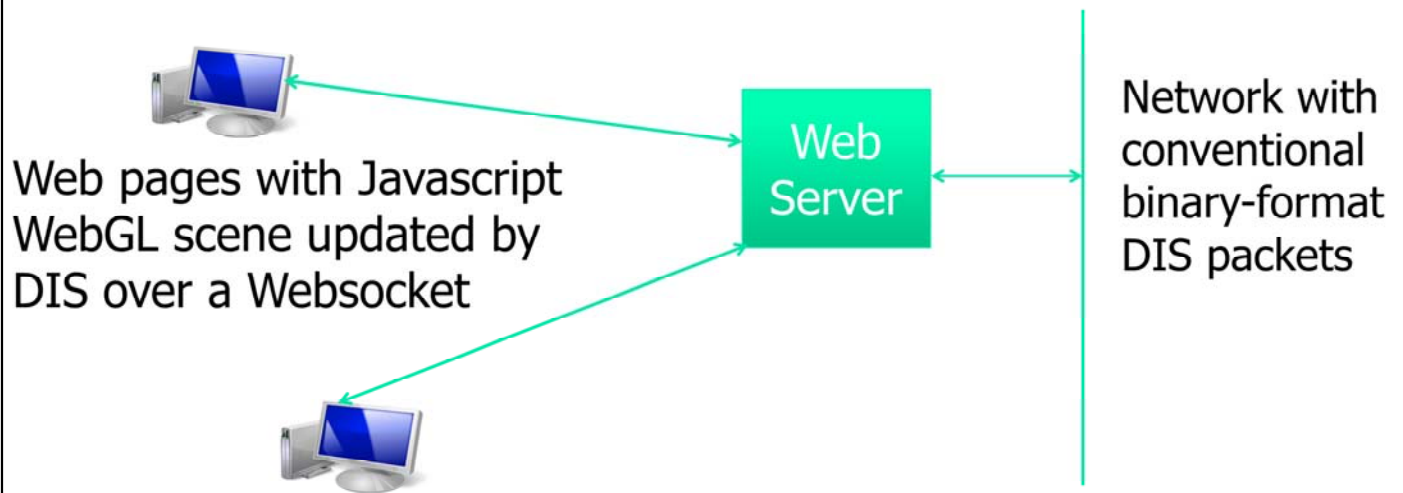 Web pages with Javascript
WebGL scene updated by
DIS over a Websocket
Web
Server
Network with
conventional
binary-format
DIS packets